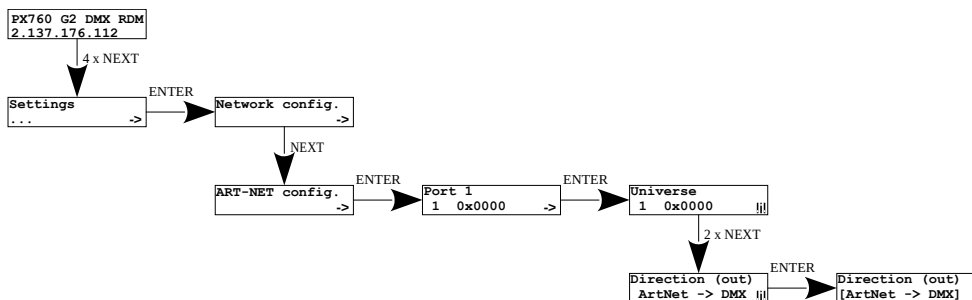 PX760 G2 DMX RDM
2.137.176.112
4 x NEXT
Settings
... ->
ENTER
Network config.
->
NEXT
ART-NET config.
->
ENTER
Port 1
1 0x0000 ->
ENTER
Universe
1 0x0000
2 x NEXT
Direction (out)
ArtNet -> DMX
ENTER
Direction (out)
[ArtNet -> DMX]